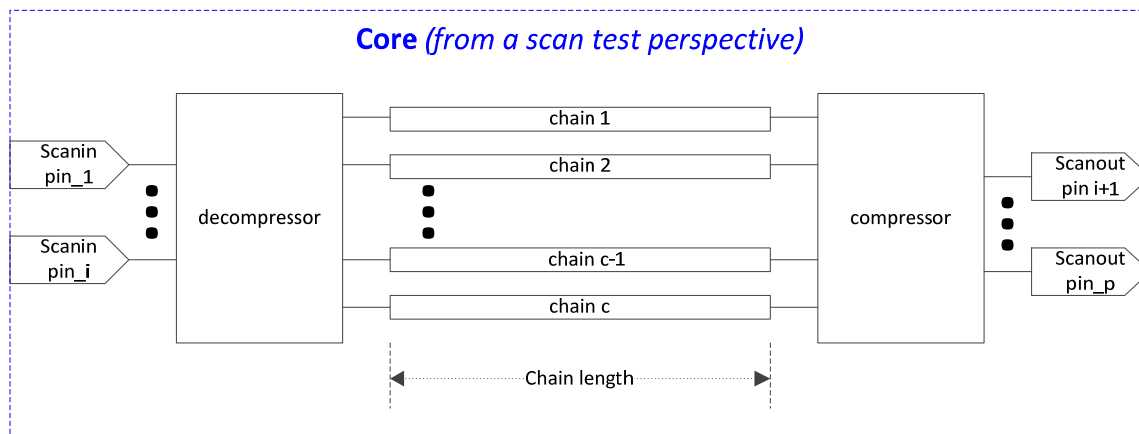 Core (from a scan test perspective)
Scanin
pin_1
Scanin
pin_i
decompressor
chain 1
chain 2
chain c-1
chain c
Chain length
compressor
Scanout
pin i+1
Scanout
pin_p